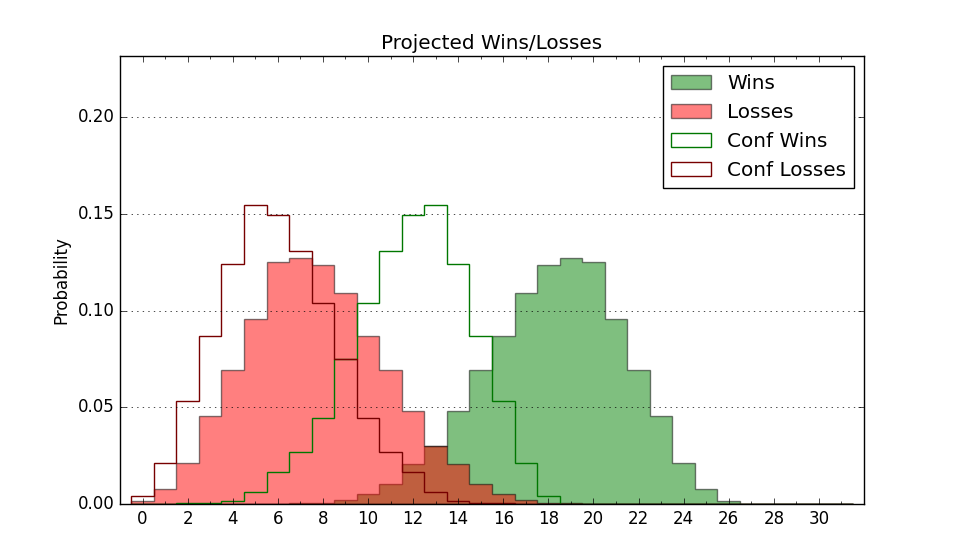 Projected Wins/Losses
Wins
Losses
Conf Wins
Conf Losses
Probability
0.20
0.15
0.10
0.05
0.00
0 2 4 6 8 10 12 14 16 18 20 22 24 26 28 30